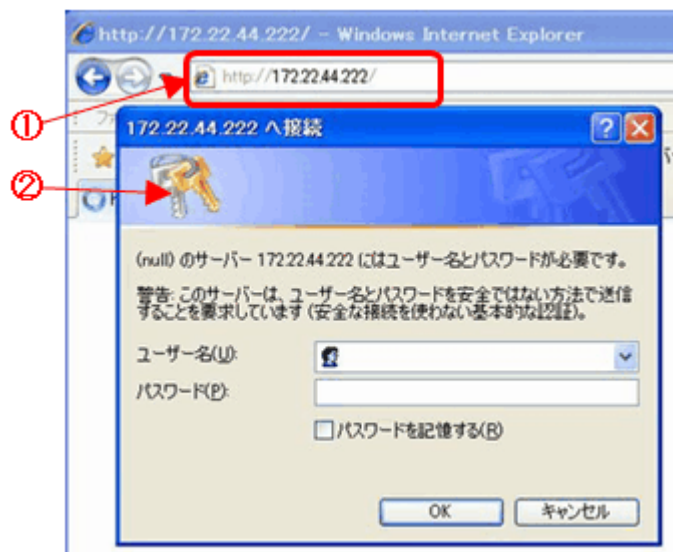 http://172.22.44.222/ - Windows Internet Explorer
http://172.22.44.222/
①
172.22.44.222 へ接続
②
(null) のサーバー 172.22.44.222 にはユーザー名とパスワードが必要です。
警告: このサーバーは、ユーザー名とパスワードを安全ではない方法で送信
することを要求しています (安全な接続を使わない基本的な認証)。
ユーザー名(U):
パスワード(P):
パスワードを記憶する(R)
OK キャンセル